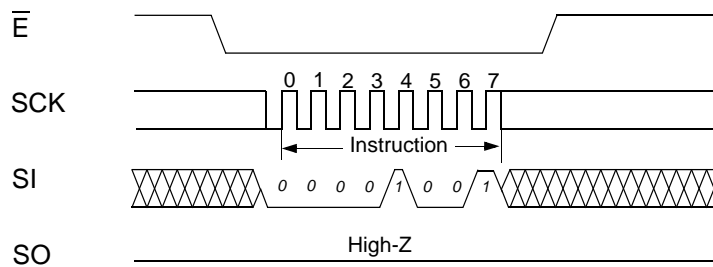 E̅
SCK
0 1 2 3 4 5 6 7
Instruction
SI
0 0 0 0 1 0 0 1
High-Z
SO